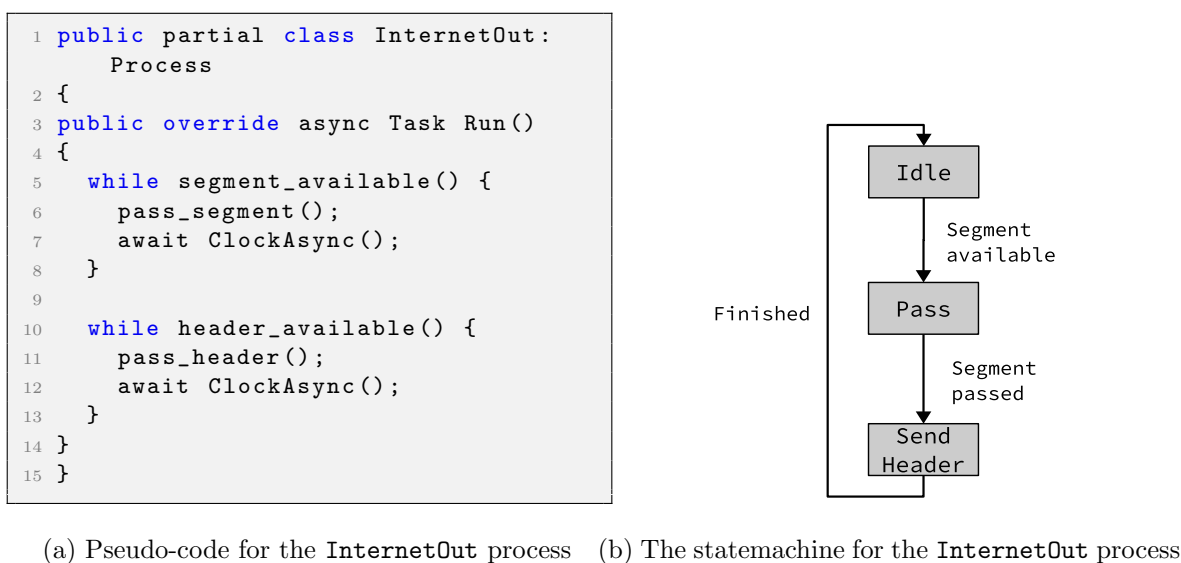 1 public partial class InternetOut:
Process
2 {
3 public override async Task Run()
4 {
5 while segment_available() {
6 pass_segment();
7 await ClockAsync();
8 }
9
10 while header_available() {
11 pass_header();
12 await ClockAsync();
13 }
14 }
15 }
Idle
Segment
available
Pass
Finished
Segment
passed
Send
Header
(a) Pseudo-code for the InternetOut process
(b) The statemachine for the InternetOut process